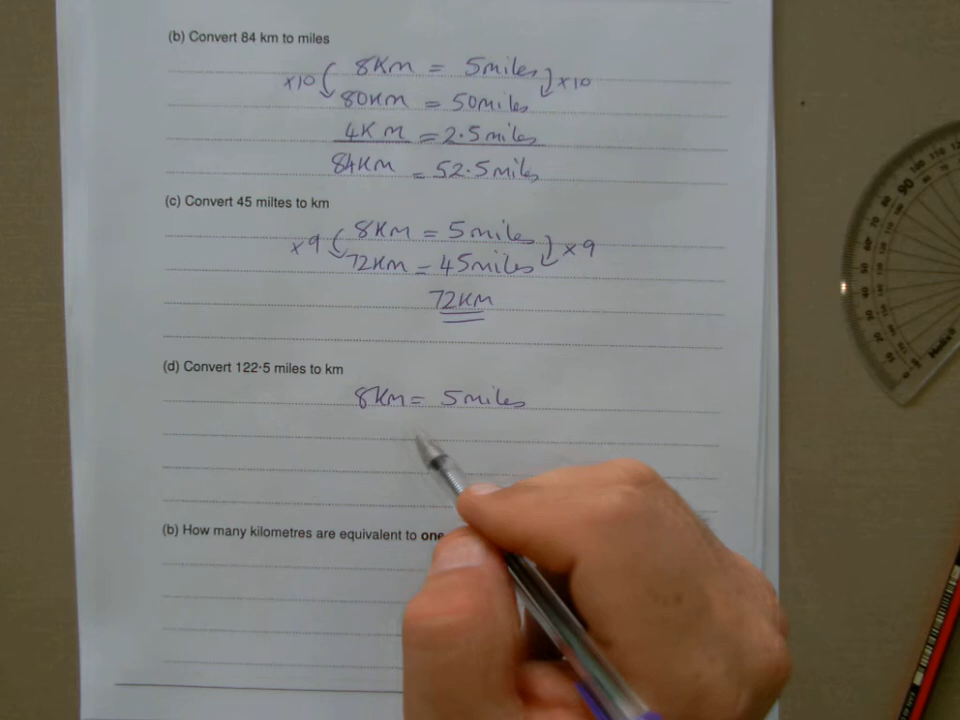 (b) Convert 84 km to miles
×10 8Km = 5miles ×10
80Km = 50Miles
4Km = 2.5miles
84Km = 52.5miles
(c) Convert 45 miltes to km
×9 8Km = 5miles ×9
72Km = 45miles
72Km
(d) Convert 122·5 miles to km
8Km = 5miles
(b) How many kilometres are equivalent to one